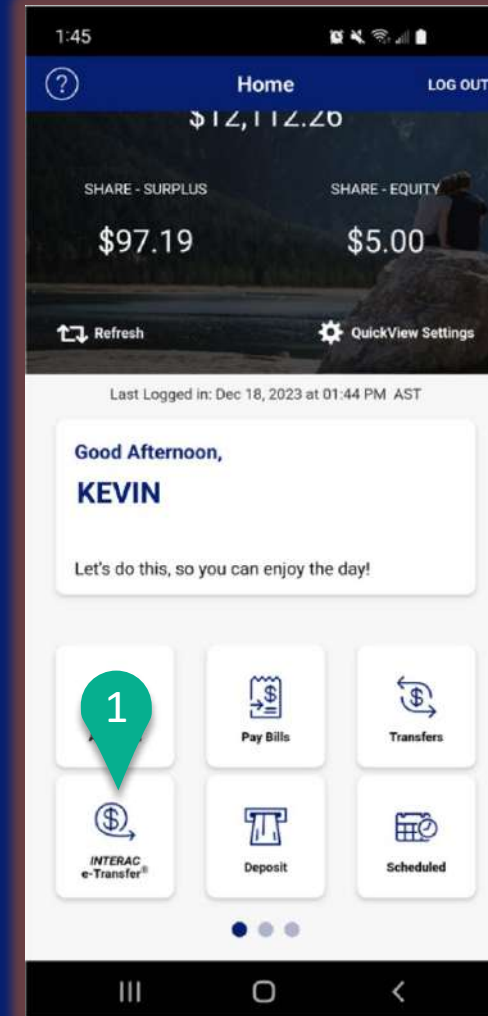 1:45
?
Home
LOG OUT
$12,112.26
SHARE - SURPLUS
SHARE - EQUITY
$97.19
$5.00
Refresh
QuickView Settings
Last Logged in: Dec 18, 2023 at 01:44 PM AST
Good Afternoon,
KEVIN
Let's do this, so you can enjoy the day!
1
Pay Bills
Transfers
INTERAC
e-Transfer®
Deposit
Scheduled